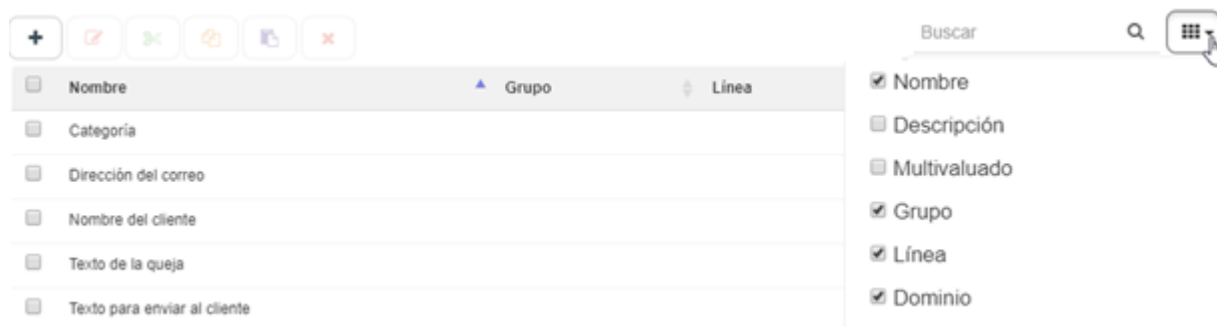 Buscar
Nombre Grupo Línea
Nombre
Categoría
Descripción
Dirección del correo
Multivaluado
Nombre del cliente
Grupo
Texto de la queja
Línea
Texto para enviar al cliente
Dominio